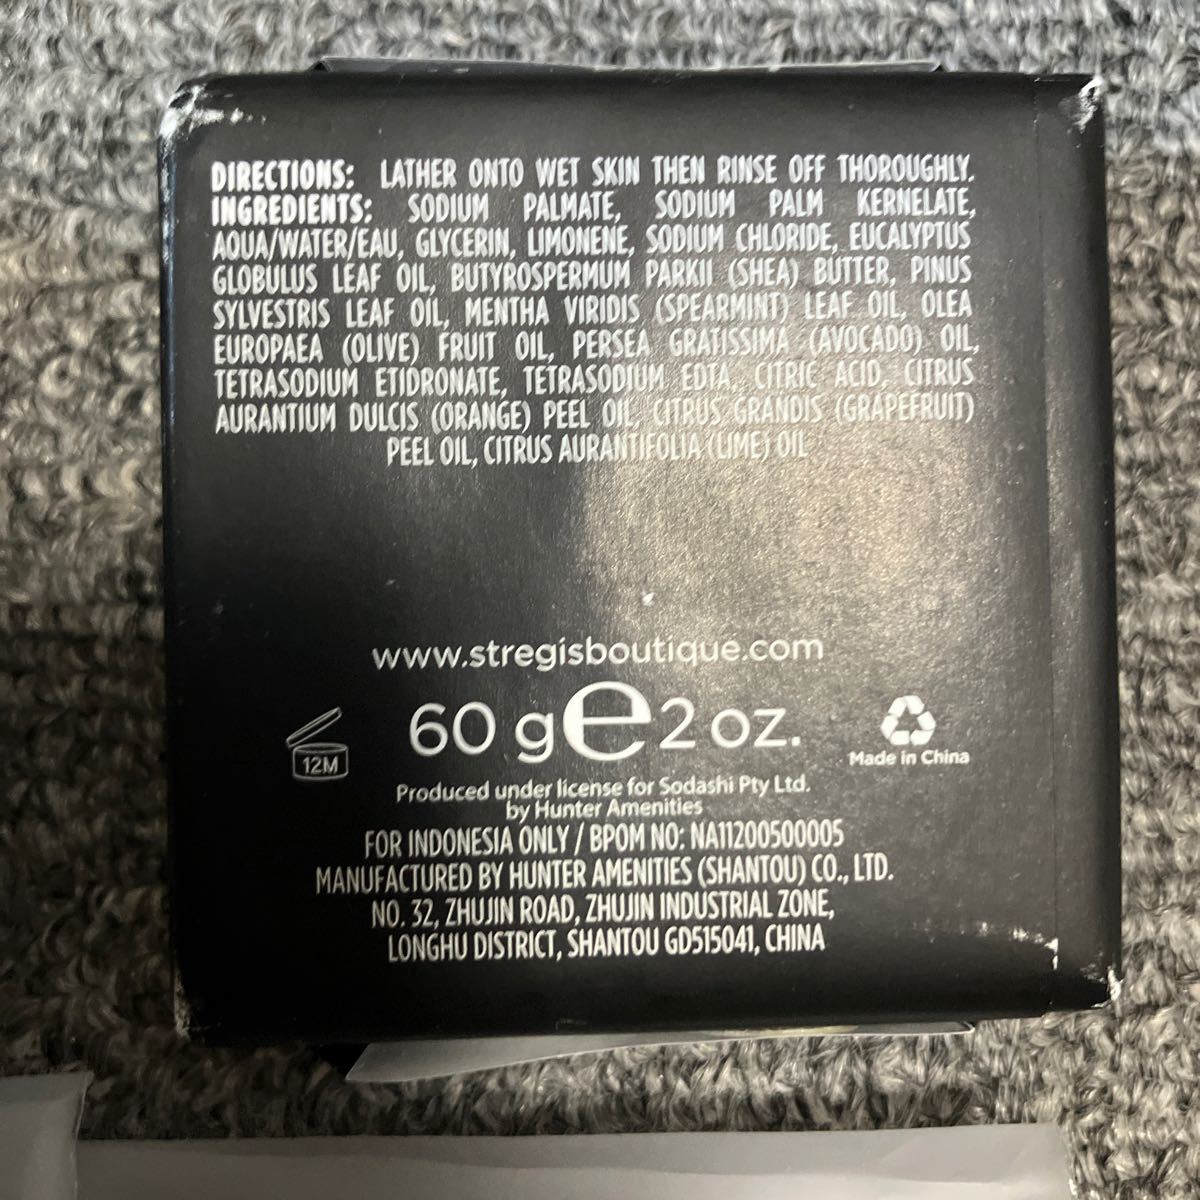 DIRECTIONS: LATHER ONTO WET SKIN THEN RINSE OFF THOROUGHLY.
INGREDIENTS: SODIUM PALMATE, SODIUM PALM KERNELATE,
AQUA/WATER/EAU, GLYCERIN, LIMONENE, SODIUM CHLORIDE, EUCALYPTUS
GLOBULUS LEAF OIL, BUTYROSPERMUM PARKII (SHEA) BUTTER, PINUS
SYLVESTRIS LEAF OIL, MENTHA VIRIDIS (SPEARMINT) LEAF OIL, OLEA
EUROPAEA (OLIVE) FRUIT OIL, PERSEA GRATISSIMA (AVOCADO) OIL,
TETRASODIUM ETIDRONATE, TETRASODIUM EDTA, CITRIC ACID, CITRUS
AURANTIUM DULCIS (ORANGE) PEEL OIL, CITRUS GRANDIS (GRAPEFRUIT)
PEEL OIL, CITRUS AURANTIFOLIA (LIME) OIL
www.stregisboutique.com
12M
60 g e 2 oz.
Made in China
Produced under license for Sodashi Pty Ltd.
by Hunter Amenities
FOR INDONESIA ONLY / BPOM NO: NA11200500005
MANUFACTURED BY HUNTER AMENITIES (SHANTOU) CO., LTD.
NO. 32, ZHUJIN ROAD, ZHUJIN INDUSTRIAL ZONE,
LONGHU DISTRICT, SHANTOU GD515041, CHINA